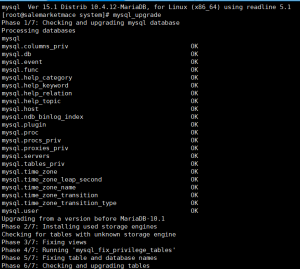 mysql  Ver 15.1 Distrib 10.4.12-MariaDB, for Linux (x86_64) using readline 5.1
[root@salemarketmace system]# mysql_upgrade
Phase 1/7: Checking and upgrading mysql database
Processing databases
mysql
mysql.columns_priv OK
mysql.db OK
mysql.event OK
mysql.func OK
mysql.help_category OK
mysql.help_keyword OK
mysql.help_relation OK
mysql.help_topic OK
mysql.host OK
mysql.ndb_binlog_index OK
mysql.plugin OK
mysql.proc OK
mysql.procs_priv OK
mysql.proxies_priv OK
mysql.servers OK
mysql.tables_priv OK
mysql.time_zone OK
mysql.time_zone_leap_second OK
mysql.time_zone_name OK
mysql.time_zone_transition OK
mysql.time_zone_transition_type OK
mysql.user OK
Upgrading from a version before MariaDB-10.1
Phase 2/7: Installing used storage engines
Checking for tables with unknown storage engine
Phase 3/7: Fixing views
Phase 4/7: Running 'mysql_fix_privilege_tables'
Phase 5/7: Fixing table and database names
Phase 6/7: Checking and upgrading tables